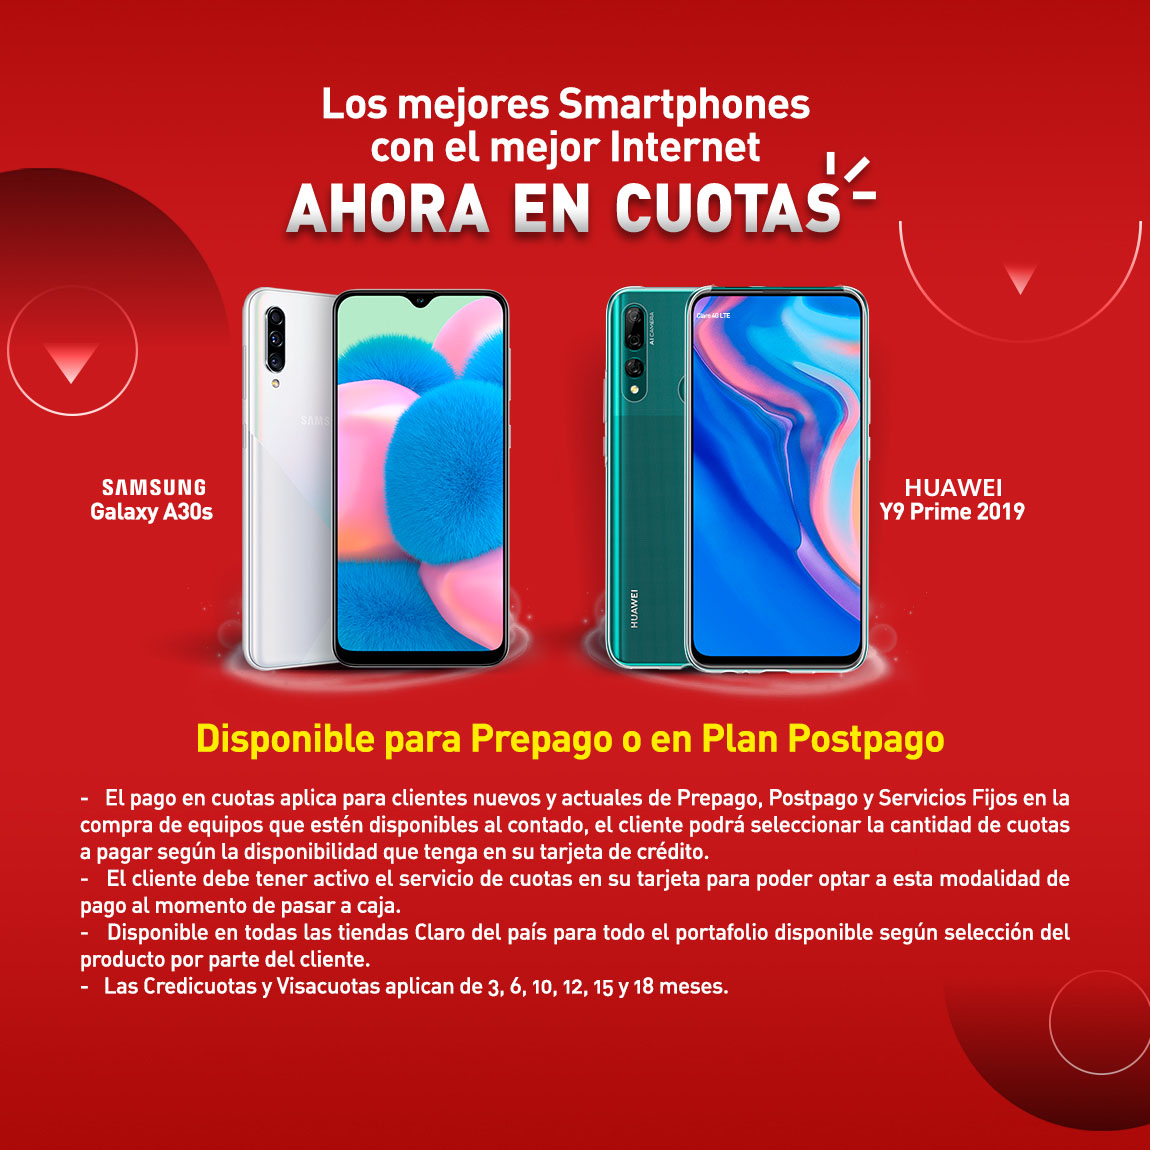 Los mejores Smartphones
con el mejor Internet
AHORA EN CUOTAS
AI CAMERA
Claro 4G LTE
SAMS
SAMSUNG
Galaxy A30s
HUAWEI
Y9 Prime 2019
HUAWEI
Disponible para Prepago o en Plan Postpago
- El pago en cuotas aplica para clientes nuevos y actuales de Prepago, Postpago y Servicios Fijos en la
compra de equipos que estén disponibles al contado, el cliente podrá seleccionar la cantidad de cuotas
a pagar según la disponibilidad que tenga en su tarjeta de crédito.
- El cliente debe tener activo el servicio de cuotas en su tarjeta para poder optar a esta modalidad de
pago al momento de pasar a caja.
- Disponible en todas las tiendas Claro del país para todo el portafolio disponible según selección del
producto por parte del cliente.
- Las Credicuotas y Visacuotas aplican de 3, 6, 10, 12, 15 y 18 meses.